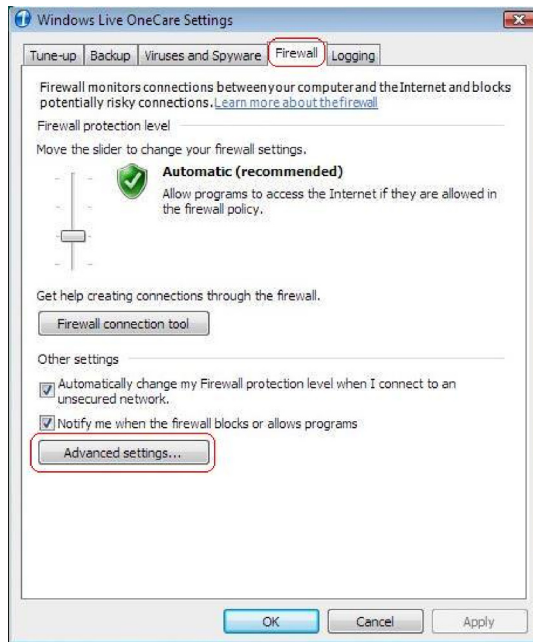 Windows Live OneCare Settings
Tune-up Backup Viruses and Spyware Firewall Logging
Firewall monitors connections between your computer and the Internet and blocks
potentially risky connections. Learn more about the firewall
Firewall protection level
Move the slider to change your firewall settings.
Automatic (recommended)
Allow programs to access the Internet if they are allowed in
the firewall policy.
Get help creating connections through the firewall.
Firewall connection tool
Other settings
Automatically change my Firewall protection level when I connect to an
unsecured network.
Notify me when the firewall blocks or allows programs
Advanced settings...
OK Cancel Apply